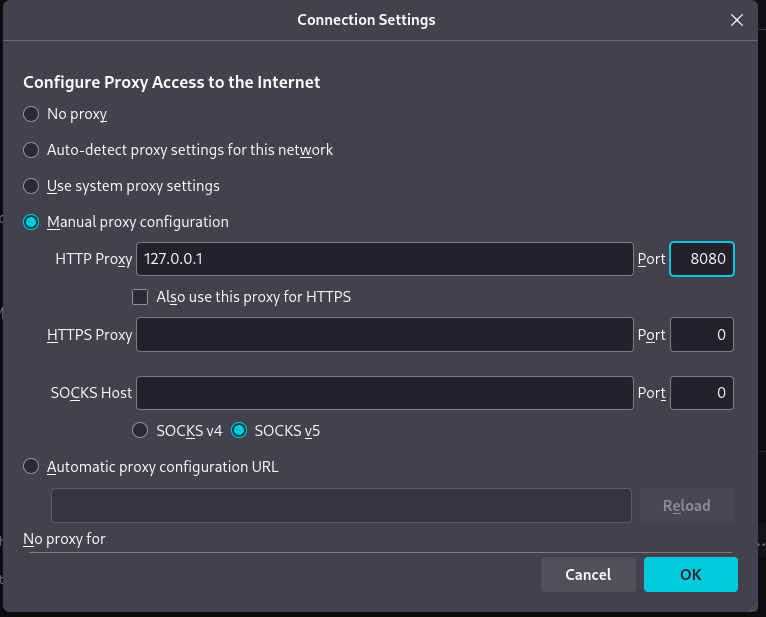 Connection Settings
Configure Proxy Access to the Internet
No proxy
Auto-detect proxy settings for this network
Use system proxy settings
Manual proxy configuration
HTTP Proxy 127.0.0.1 Port 8080
Also use this proxy for HTTPS
HTTPS Proxy Port 0
SOCKS Host Port 0
SOCKS v4 SOCKS v5
Automatic proxy configuration URL
Reload
No proxy for
Cancel OK